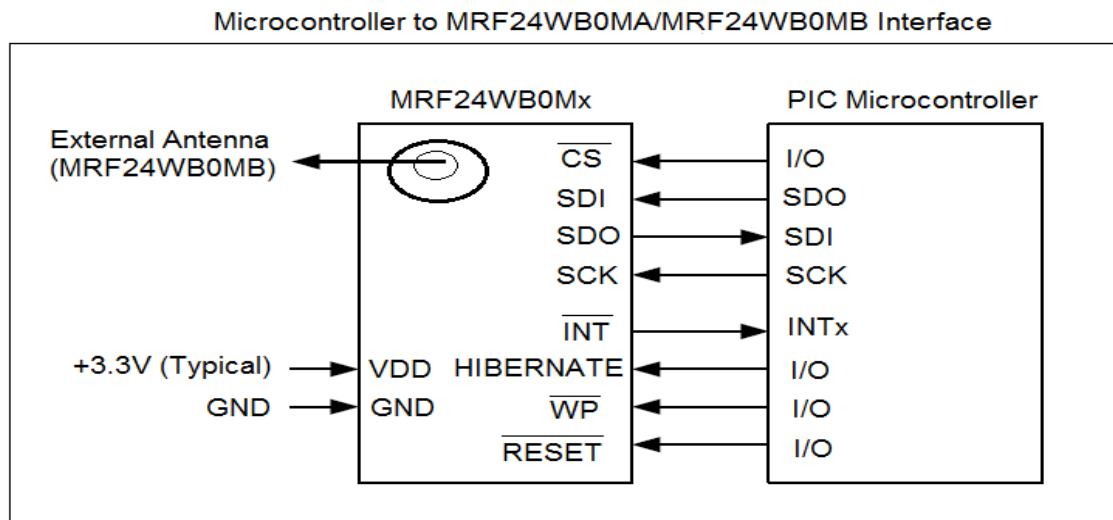 Microcontroller to MRF24WB0MA/MRF24WB0MB Interface
MRF24WB0Mx
PIC Microcontroller
External Antenna
(MRF24WB0MB)
CS
I/O
SDI
SDO
SDO
SDI
SCK
SCK
INT
INTx
+3.3V (Typical)
VDD
HIBERNATE
I/O
GND
GND
WP
I/O
RESET
I/O